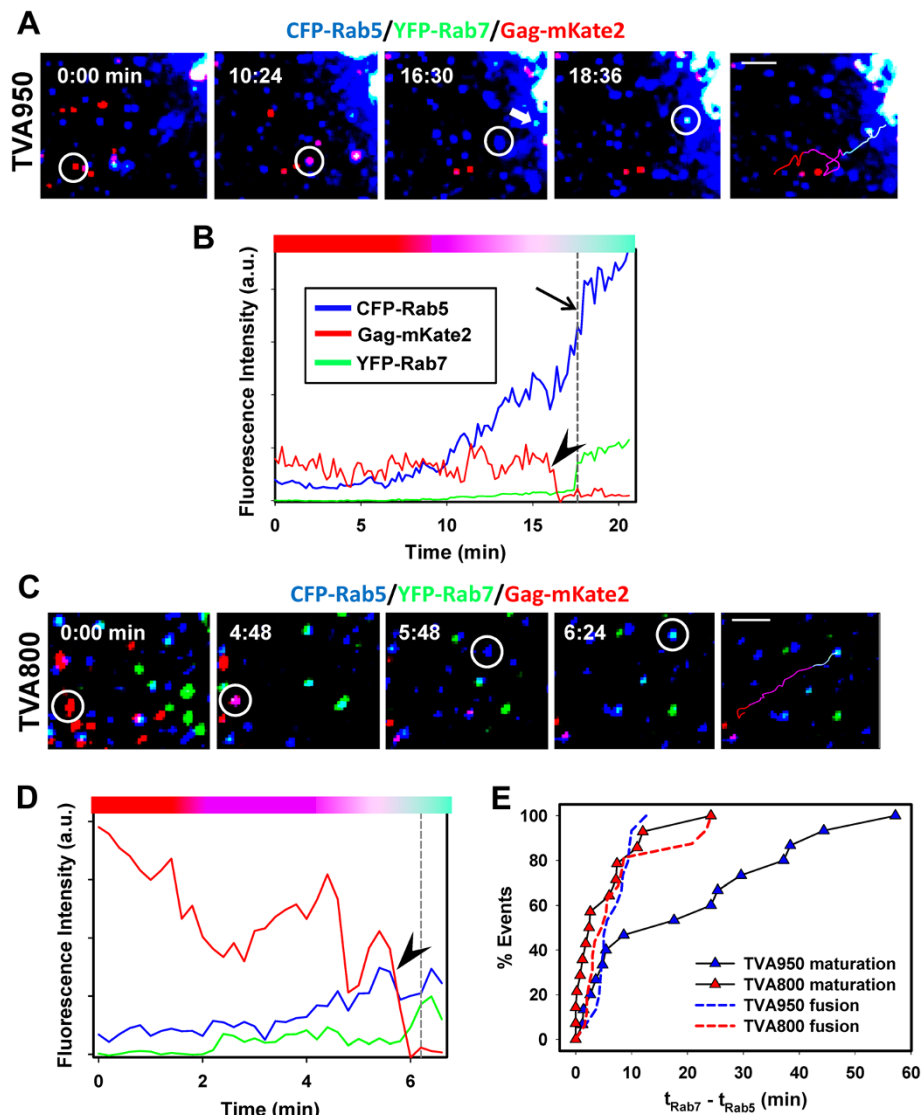 A
CFP-Rab5/YFP-Rab7/Gag-mKate2
TVA950
0:00 min
10:24
16:30
18:36
B
Fluorescence Intensity (a.u.)
CFP-Rab5
Gag-mKate2
YFP-Rab7
0 5 10 15 20
Time (min)
C
CFP-Rab5/YFP-Rab7/Gag-mKate2
TVA800
0:00 min
4:48
5:48
6:24
D
Fluorescence Intensity (a.u.)
0 2 4 6
Time (min)
E
% Events
100
80
60
40
20
0
TVA950 maturation
TVA800 maturation
TVA950 fusion
TVA800 fusion
0 10 20 30 40 50 60
tRab7 - tRab5 (min)